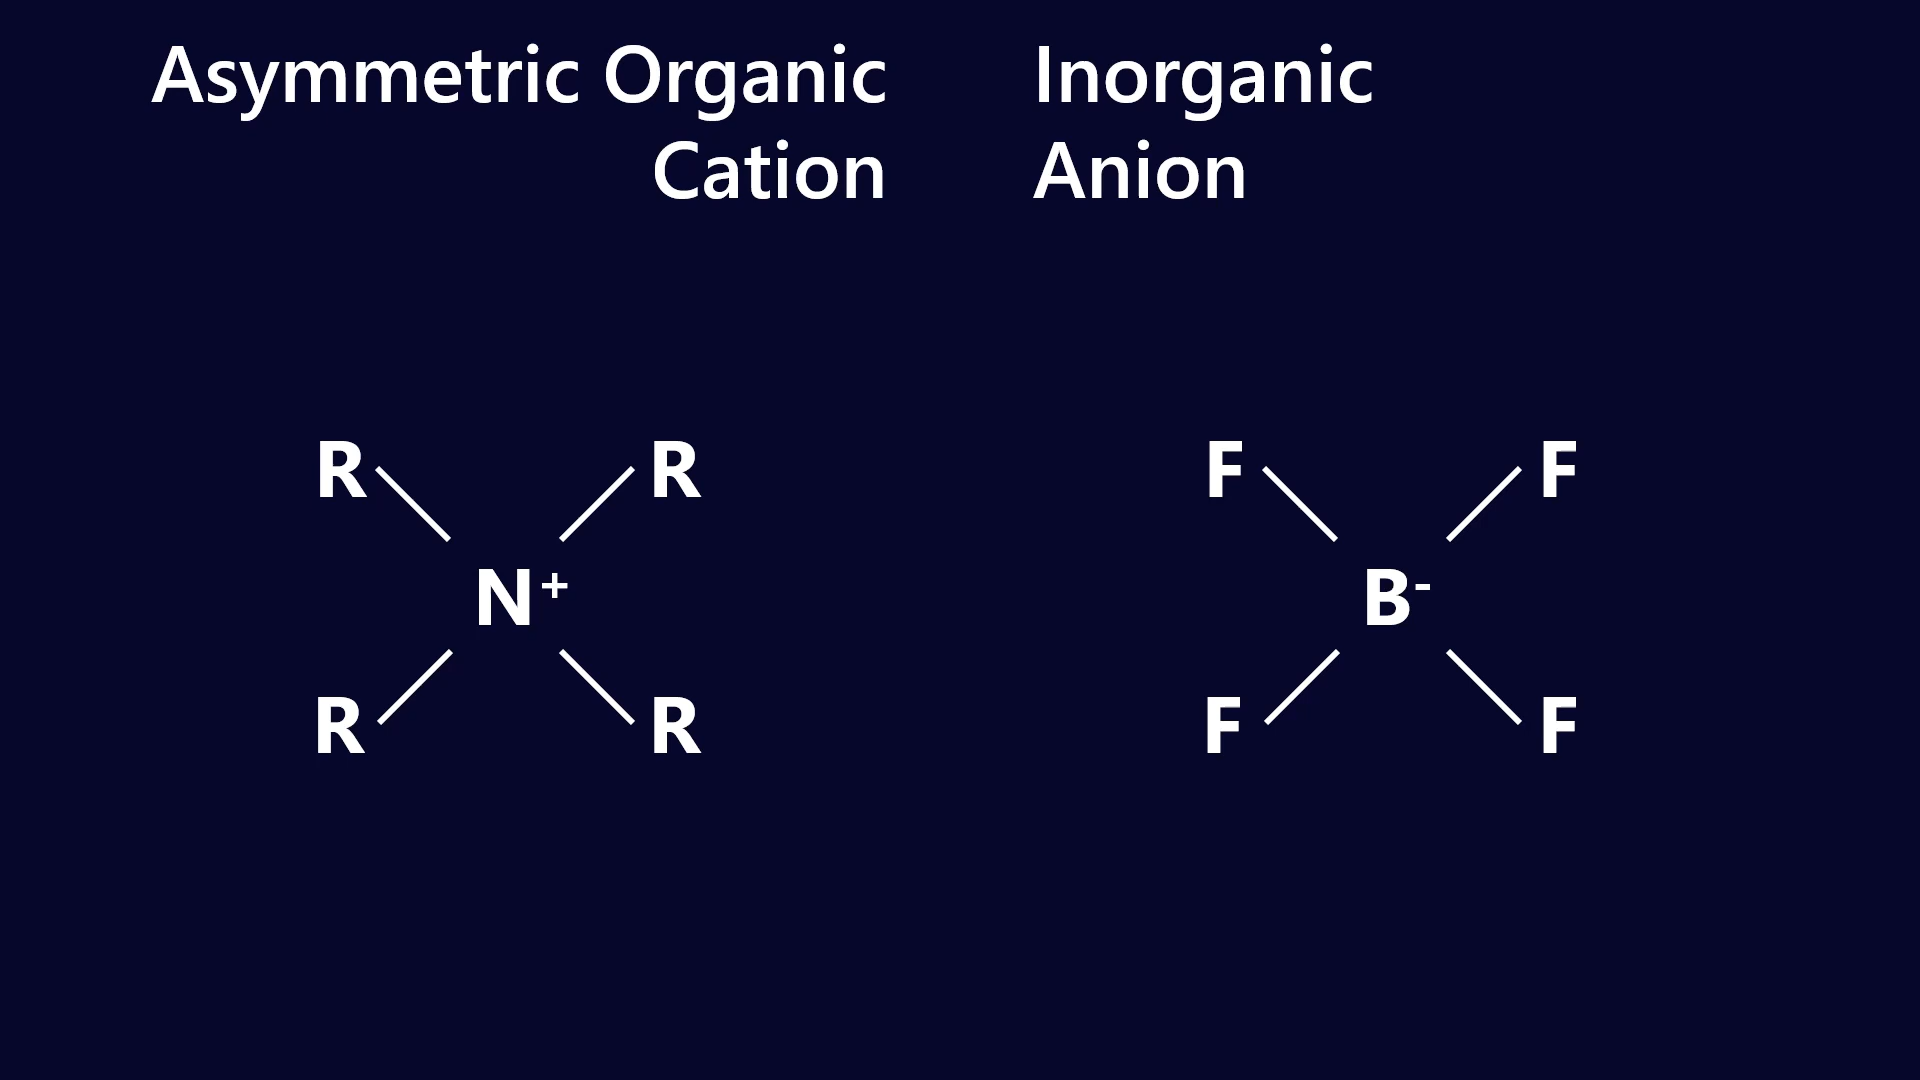 Asymmetric Organic
Cation
Inorganic
Anion
R R
N⁺
R R
F F
B⁻
F F